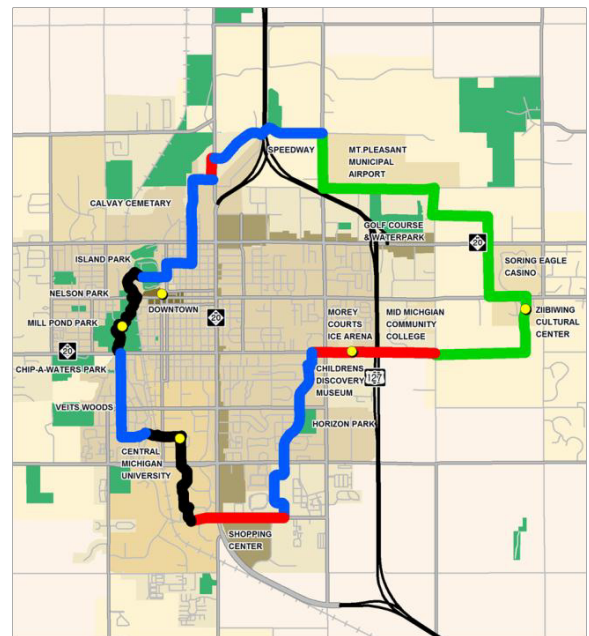 SPEEDWAY
MT.PLEASANT
MUNICIPAL
AIRPORT
CALVAY CEMETARY
GOLF COURSE
& WATERPARK
20
ISLAND PARK
SORING EAGLE
CASINO
NELSON PARK
DOWNTOWN
20
MILL POND PARK
MOREY
COURTS
ICE ARENA
MID MICHGIAN
COMMUNITY
COLLEGE
ZIIBIWING
CULTURAL
CENTER
20
CHIP-A-WATERS PARK
CHILDRENS
DISCOVERY
MUSEUM
127
VEITS WOODS
HORIZON PARK
CENTRAL
MICHIGAN
UNIVERSITY
SHOPPING
CENTER